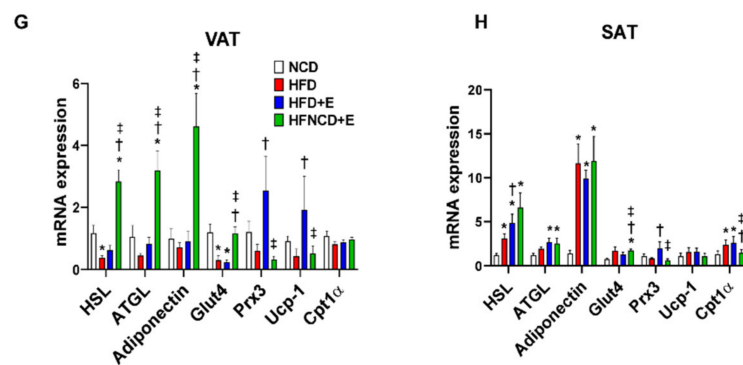 G
VAT
NCD
HFD
HFD+E
HFNCD+E
mRNA expression
6
4
2
0
‡
†
*
*
‡
†
*
‡
†
*
*
*
‡
†
†
‡
†
‡
HSL
ATGL
Adiponectin
Glut4
Prx3
Ucp-1
Cpt1α
H
SAT
mRNA expression
20
15
10
5
0
*
†
*
*
*
*
*
*
*
‡
†
*
†
‡
*
*
‡
†
HSL
ATGL
Adiponectin
Glut4
Prx3
Ucp-1
Cpt1α